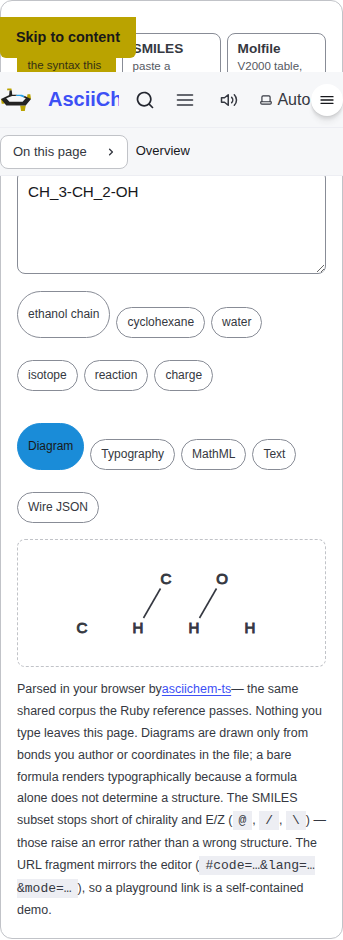 Skip to content
SMILES
Molfile
the syntax this
paste a
V2000 table,
AsciiCh
Auto
On this page
Overview
CH_3-CH_2-OH
ethanol chain
cyclohexane
water
isotope
reaction
charge
Diagram
Typography
MathML
Text
Wire JSON
C O
C H H H
Parsed in your browser byasciichem-ts— the same
shared corpus the Ruby reference passes. Nothing you
type leaves this page. Diagrams are drawn only from
bonds you author or coordinates in the file; a bare
formula renders typographically because a formula
alone does not determine a structure. The SMILES
subset stops short of chirality and E/Z ( @ , / , \ ) —
those raise an error rather than a wrong structure. The
URL fragment mirrors the editor ( #code=…&lang=…
&mode=… ), so a playground link is a self-contained
demo.